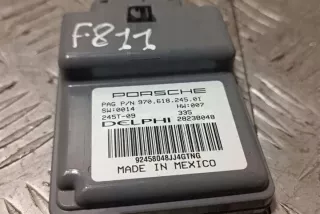 F811
PORSCHE
PAG P/N 970.618.245.01
SW:0014 HW:007
245T-09 335
DELPHI 28238048
92458048JJ4GTNG
MADE IN MEXICO